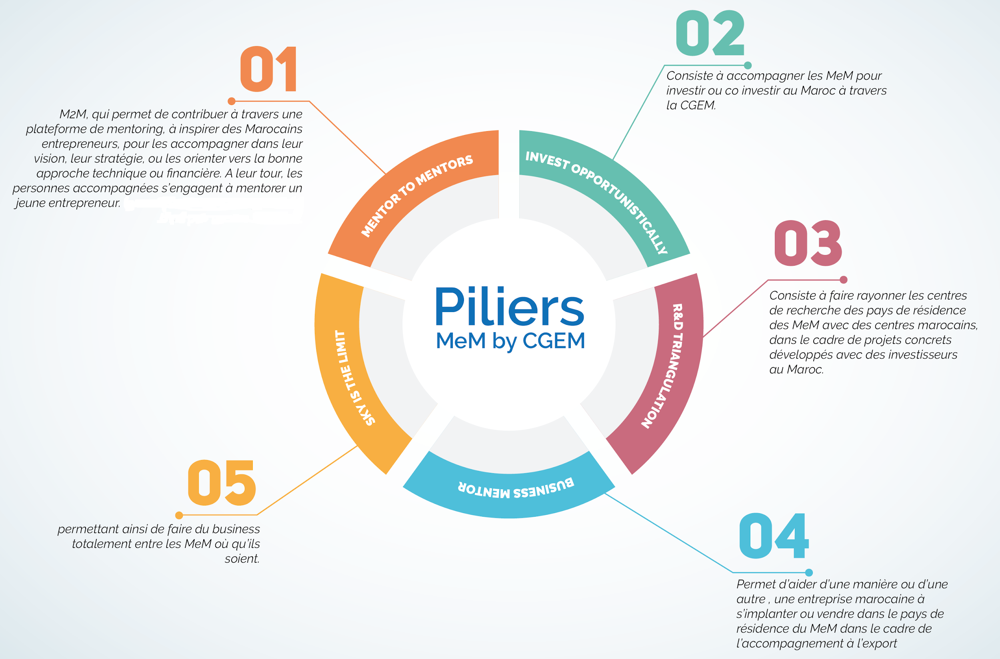 01
M2M, qui permet de contribuer à travers une
plateforme de mentoring, à inspirer des Marocains
entrepreneurs, pour les accompagner dans leur
vision, leur stratégie, ou les orienter vers la bonne
approche technique ou financière. A leur tour, les
personnes accompagnées s’engagent à mentorer un
jeune entrepreneur.
02
Consiste à accompagner les MeM pour
investir ou co investir au Maroc à travers
la CGEM.
03
Consiste à faire rayonner les centres
de recherche des pays de résidence
des MeM avec des centres marocains,
dans le cadre de projets concrets
développés avec des investisseurs
au Maroc.
04
Permet d’aider d’une manière ou d’une
autre , une entreprise marocaine à
s’implanter ou vendre dans le pays de
résidence du MeM dans le cadre de
l’accompagnement à l’export
05
permettant ainsi de faire du business
totalement entre les MeM où qu’ils
soient.
MENTOR TO MENTORS
INVEST OPPORTUNISTICALLY
R&D TRIANGULATION
BUSINESS MENTOR
SKY IS THE LIMIT
Piliers
MeM by CGEM